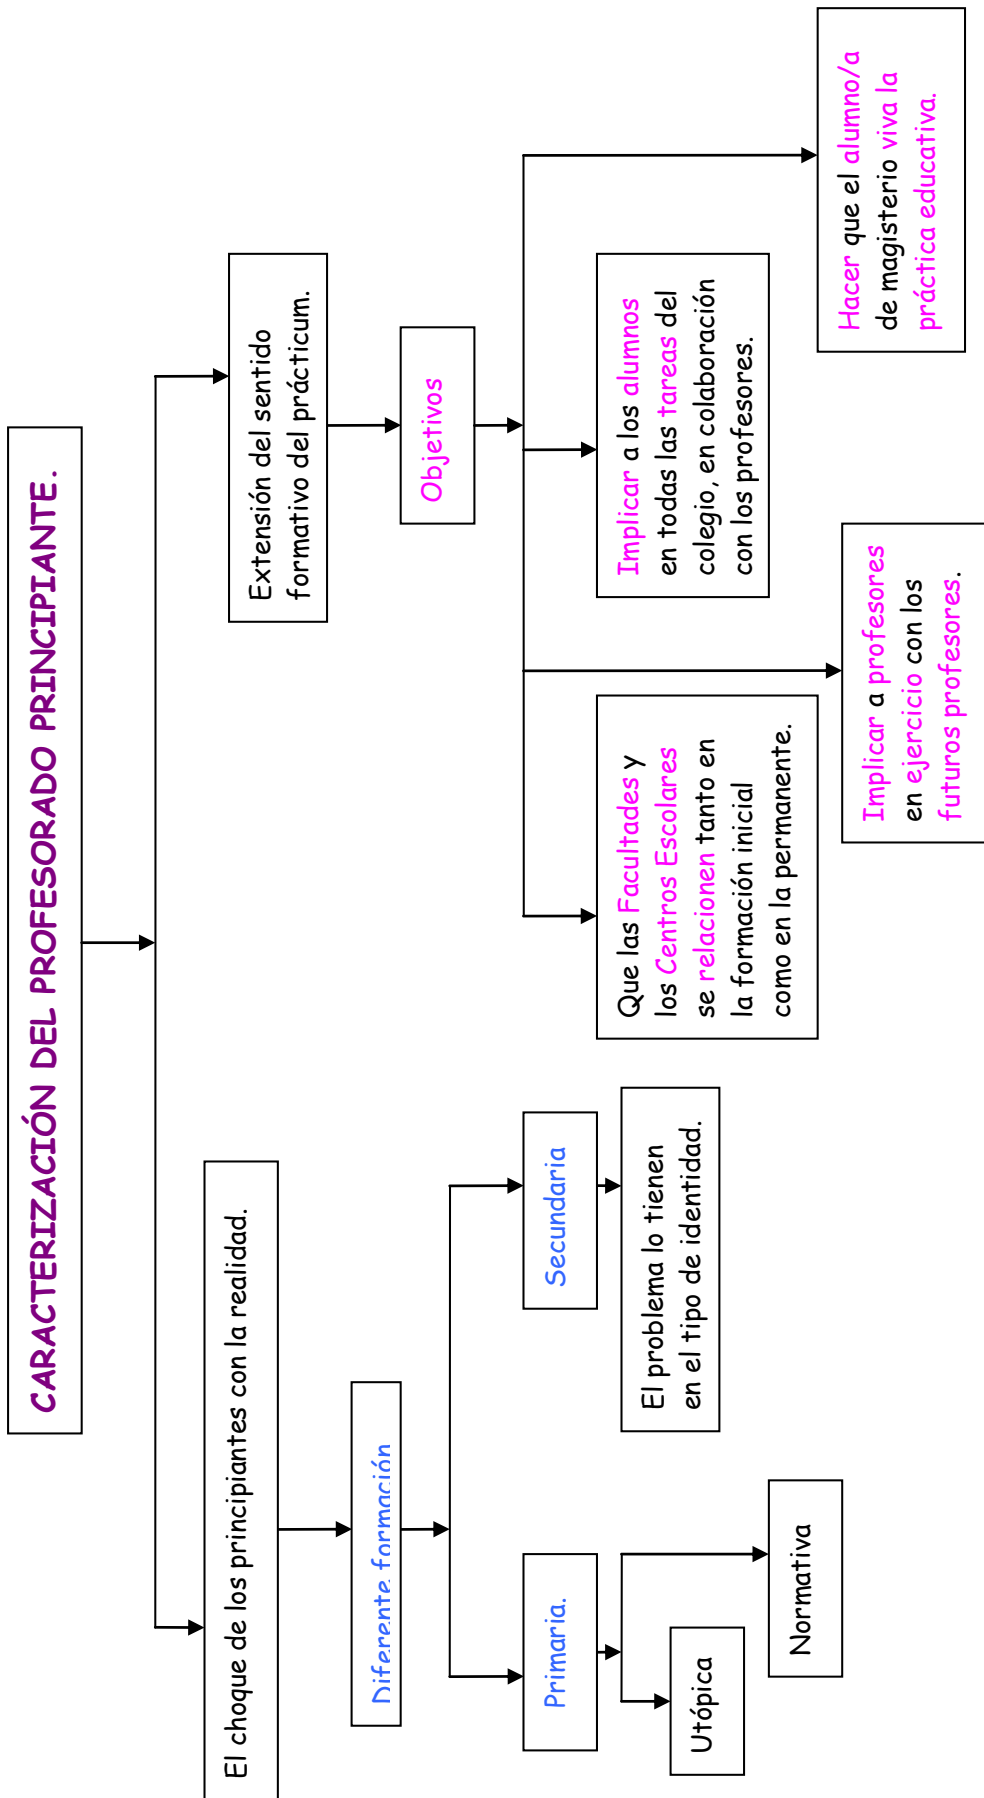 CARACTERIZACIÓN DEL PROFESORADO PRINCIPIANTE.
El choque de los principiantes con la realidad.
Diferente formación
Primaria.
Utópica
Normativa
Secundaria
El problema lo tienen
en el tipo de identidad.
Extensión del sentido
formativo del prácticum.
Objetivos
Que las Facultades y
los Centros Escolares
se relacionen tanto en
la formación inicial
como en la permanente.
Implicar a profesores
en ejercicio con los
futuros profesores.
Implicar a los alumnos
en todas las tareas del
colegio, en colaboración
con los profesores.
Hacer que el alumno/a
de magisterio viva la
práctica educativa.